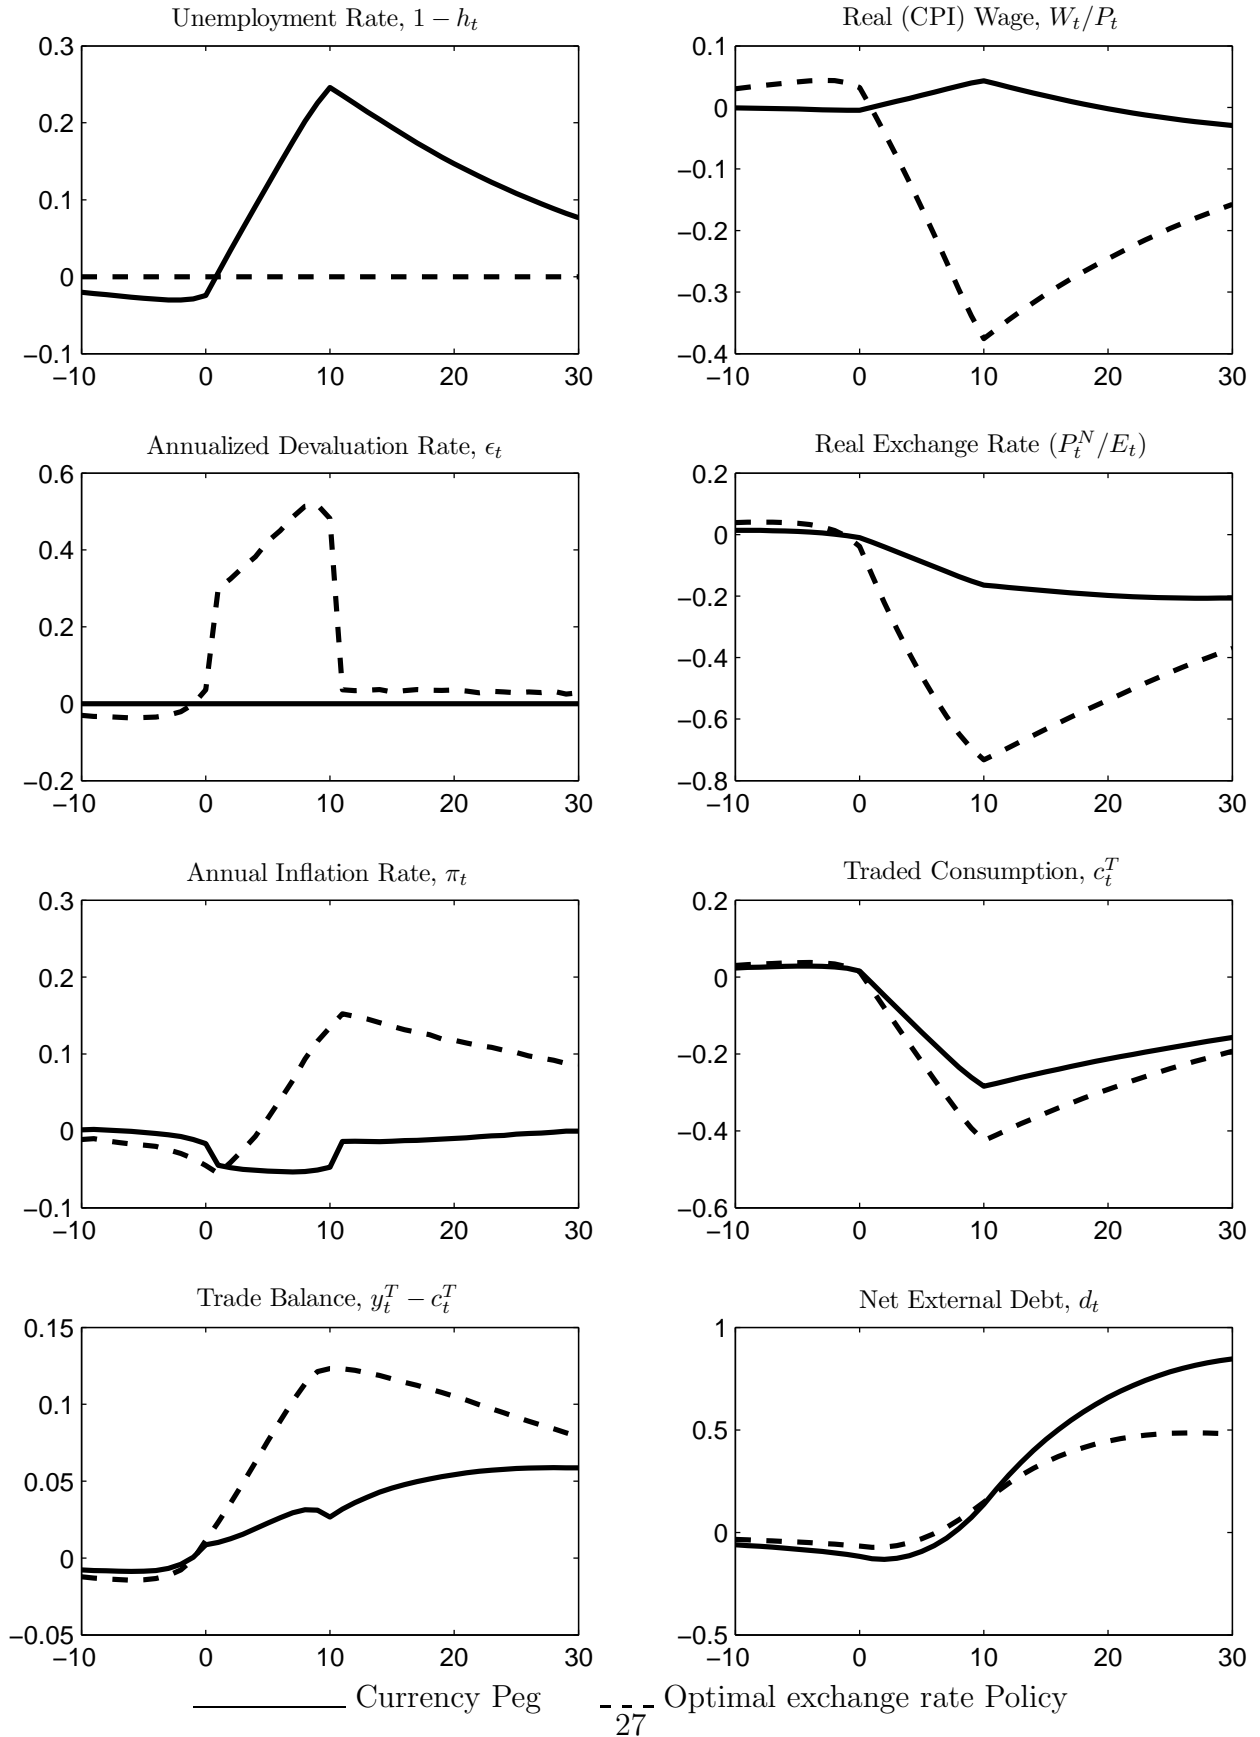 Unemployment Rate, 1 − h_t
0.3
0.2
0.1
0
−0.1
−10 0 10 20 30
Real (CPI) Wage, W_t/P_t
0.1
0
−0.1
−0.2
−0.3
−0.4
−10 0 10 20 30
Annualized Devaluation Rate, ϵ_t
0.6
0.4
0.2
0
−0.2
−10 0 10 20 30
Real Exchange Rate (P_t^N/E_t)
0.2
0
−0.2
−0.4
−0.6
−0.8
−10 0 10 20 30
Annual Inflation Rate, π_t
0.3
0.2
0.1
0
−0.1
−10 0 10 20 30
Traded Consumption, c_t^T
0.2
0
−0.2
−0.4
−0.6
−10 0 10 20 30
Trade Balance, y_t^T − c_t^T
0.15
0.1
0.05
0
−0.05
−10 0 10 20 30
Net External Debt, d_t
1
0.5
0
−0.5
−10 0 10 20 30
Currency Peg
Optimal exchange rate Policy
27